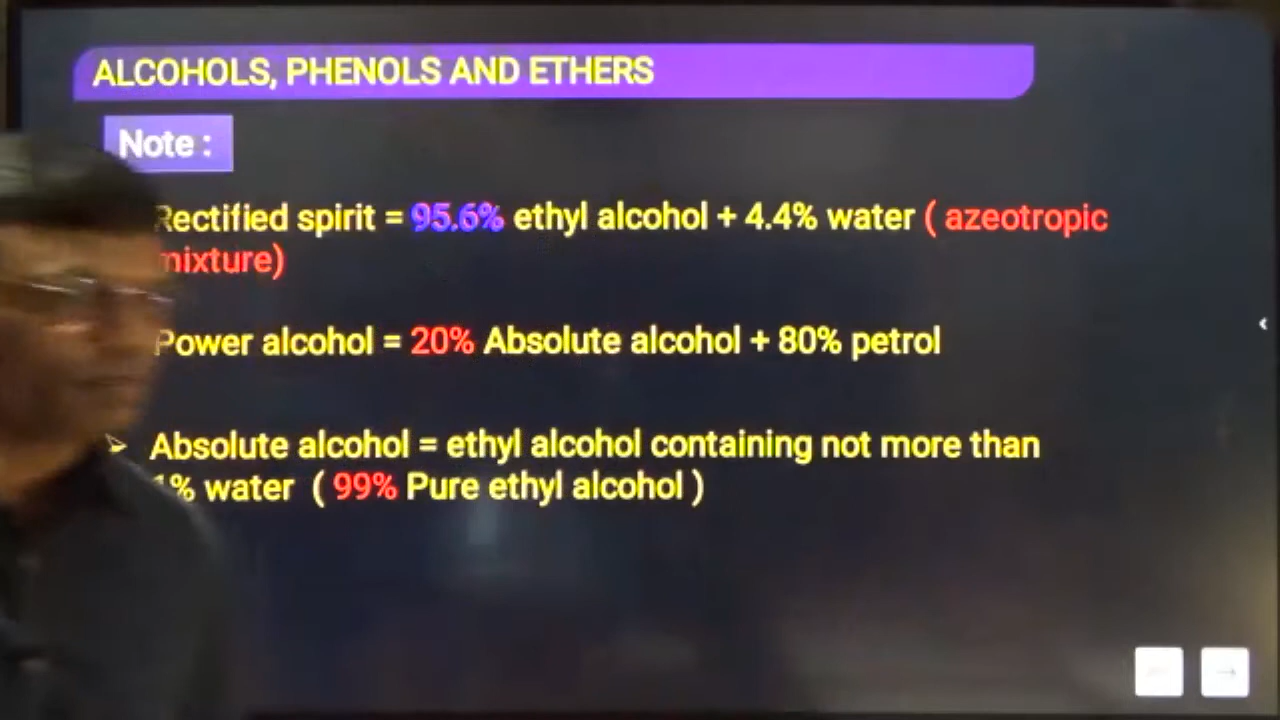 ALCOHOLS, PHENOLS AND ETHERS
Note :
Rectified spirit = 95.6% ethyl alcohol + 4.4% water ( azeotropic
mixture)
Power alcohol = 20% Absolute alcohol + 80% petrol
➢ Absolute alcohol = ethyl alcohol containing not more than
1% water ( 99% Pure ethyl alcohol )